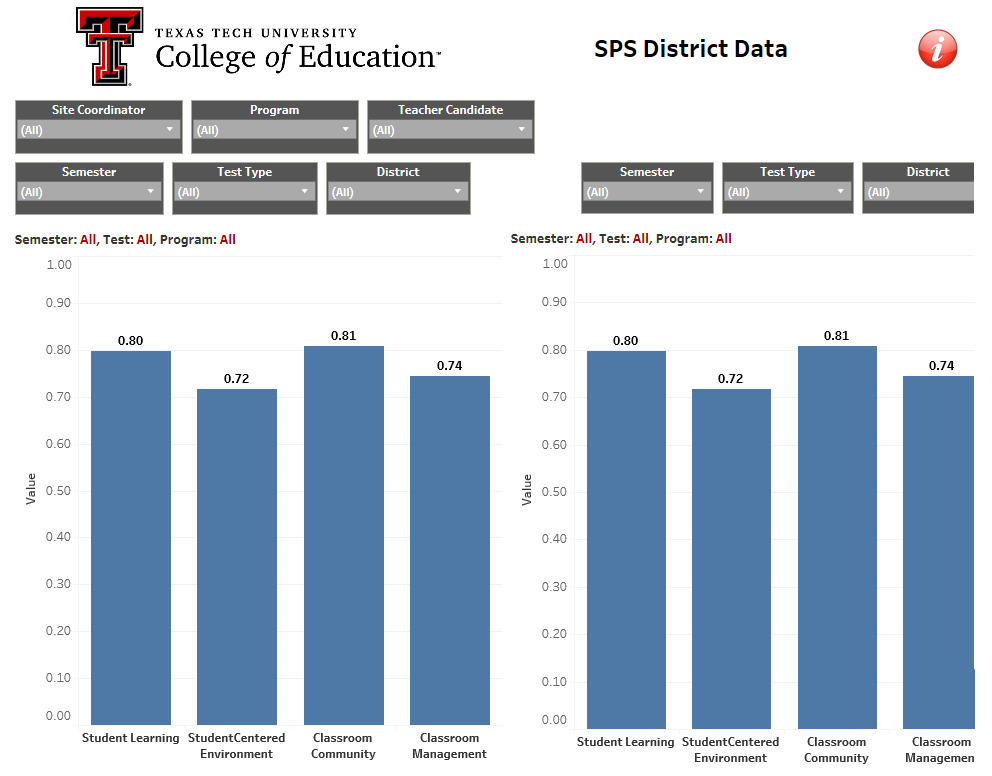 TEXAS TECH UNIVERSITY
College of Education™
SPS District Data
i
Site Coordinator
(All)
Program
(All)
Teacher Candidate
(All)
Semester
(All)
Test Type
(All)
District
(All)
Semester
(All)
Test Type
(All)
District
(All)
Semester: All, Test: All, Program: All
1.00
0.90
0.80
0.70
0.60
0.50
0.40
0.30
0.20
0.10
0.00
Value
0.80
0.72
0.81
0.74
Student Learning
StudentCentered
Environment
Classroom
Community
Classroom
Management
Semester: All, Test: All, Program: All
1.00
0.90
0.80
0.70
0.60
0.50
0.40
0.30
0.20
0.10
0.00
Value
0.80
0.72
0.81
0.74
Student Learning
StudentCentered
Environment
Classroom
Community
Classroom
Managemen